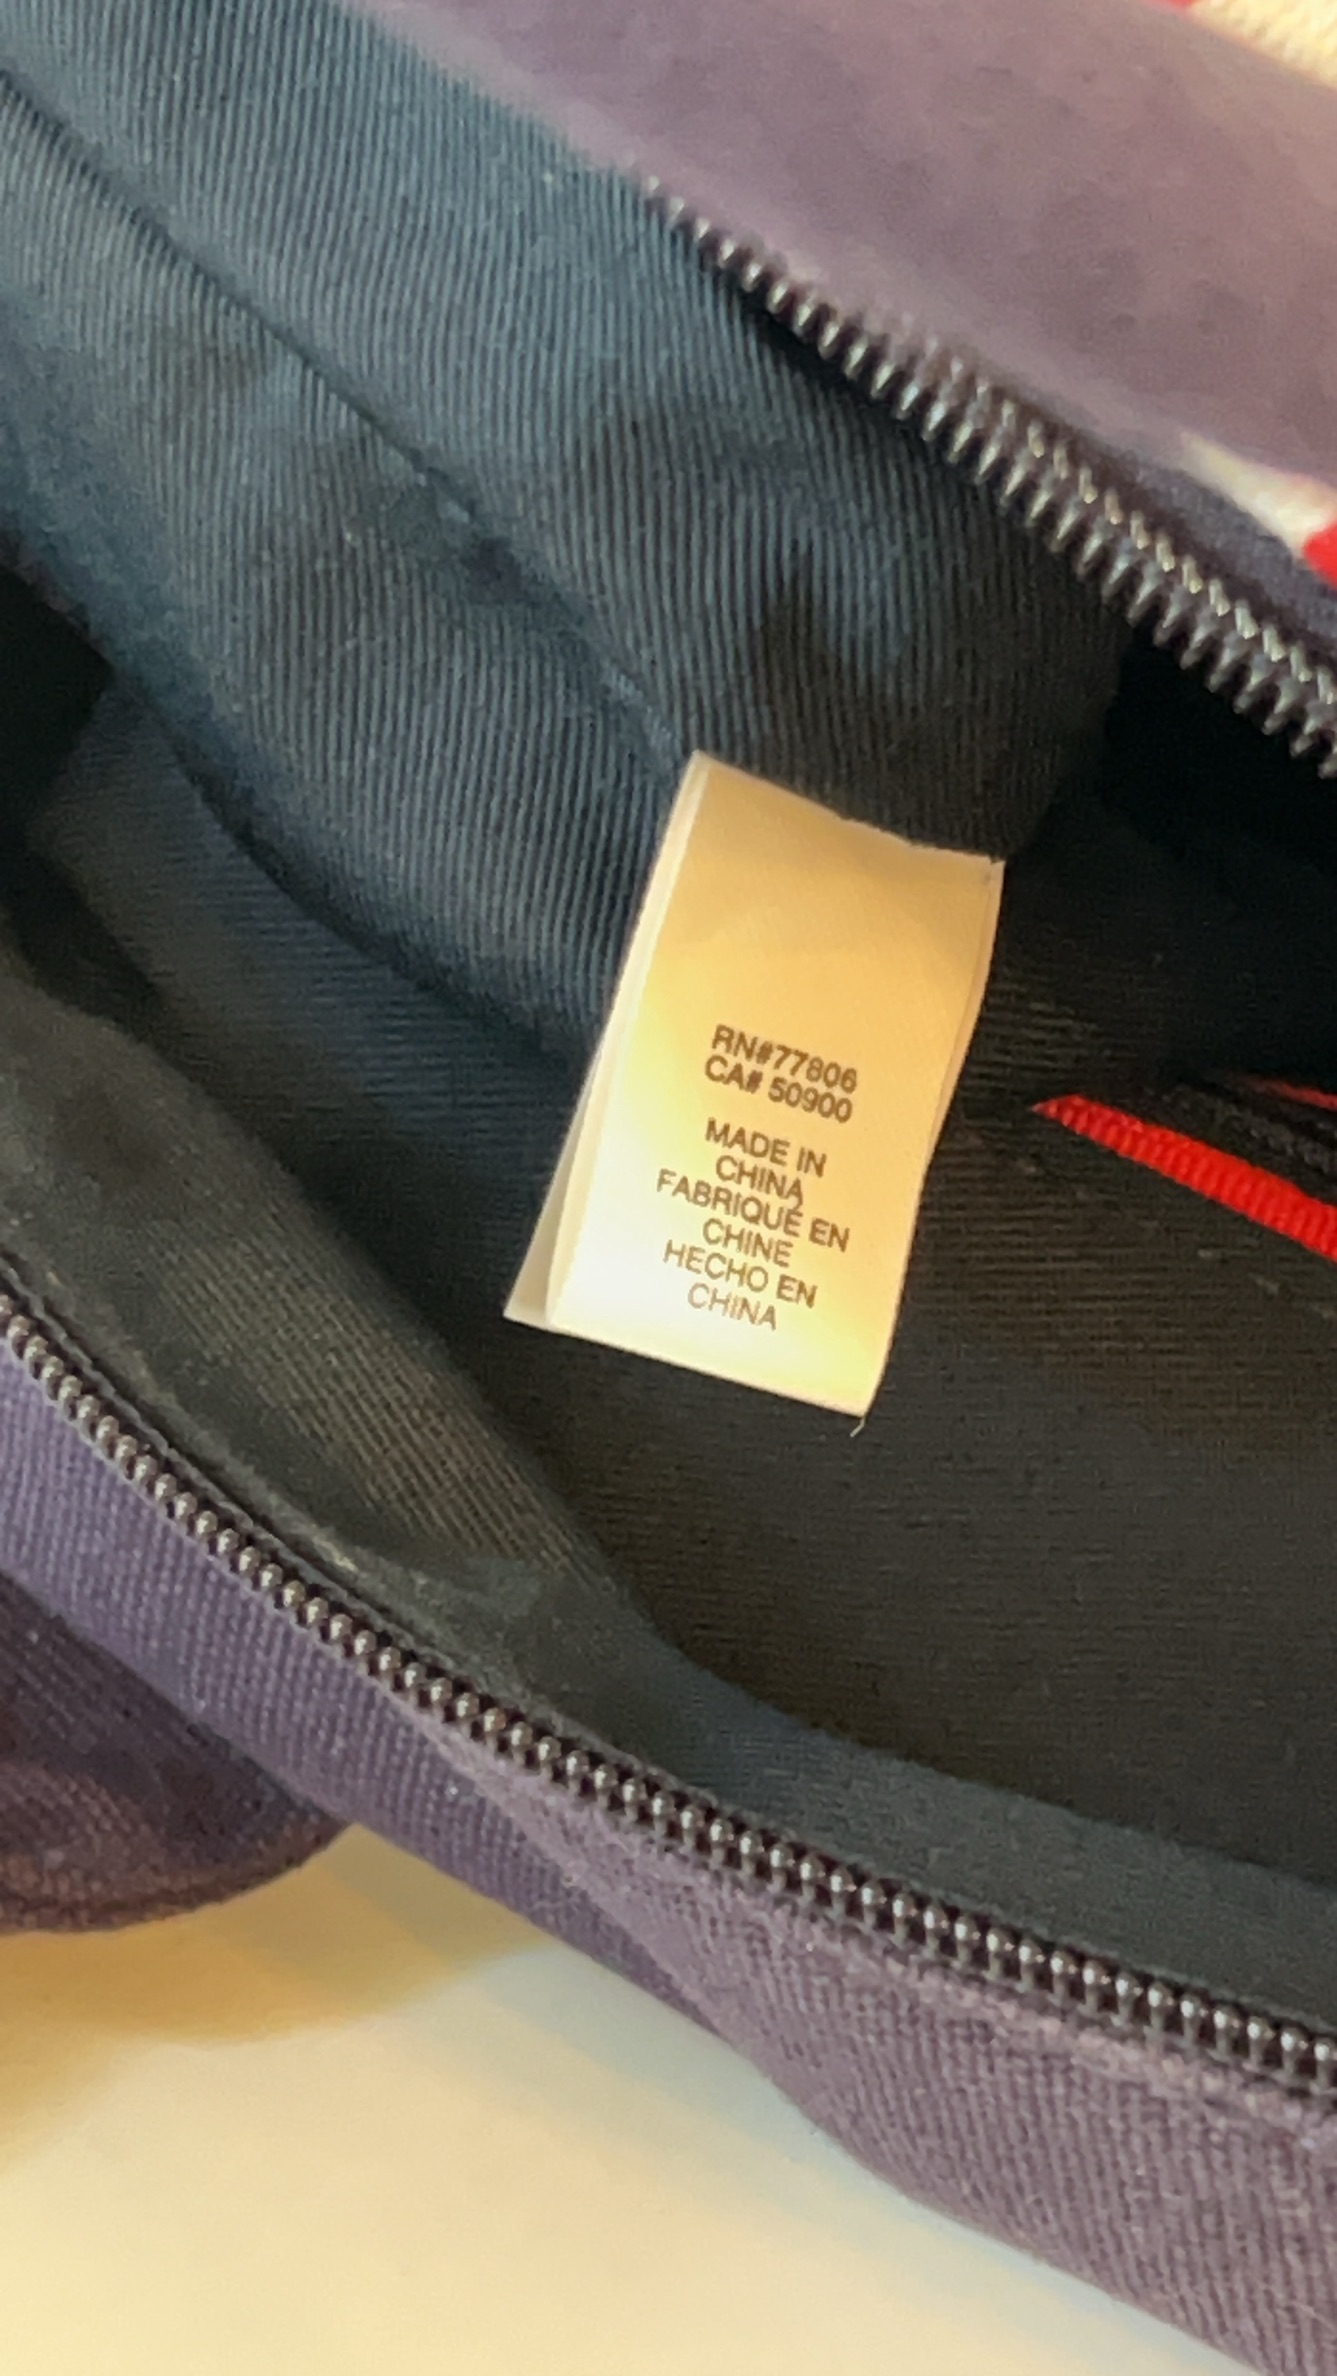 RN#77806
CA# 50900
MADE IN
CHINA
FABRIQUÉ EN
CHINE
HECHO EN
CHINA